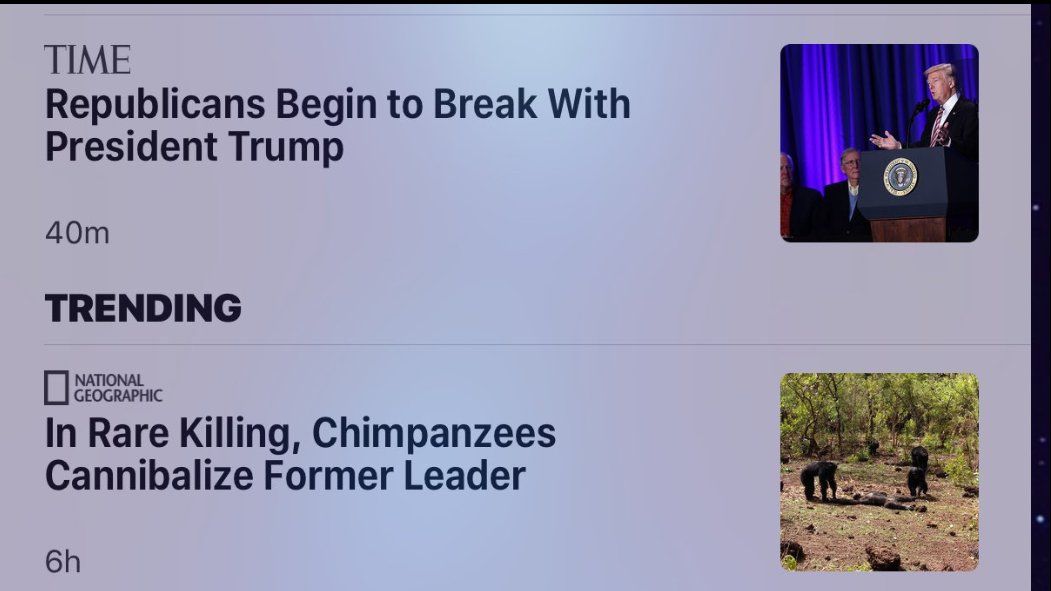 TIME
Republicans Begin to Break With
President Trump
40m
TRENDING
NATIONAL
GEOGRAPHIC
In Rare Killing, Chimpanzees
Cannibalize Former Leader
6h